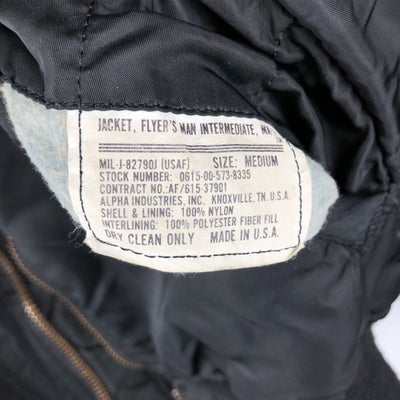 JACKET, FLYER'S MAN INTERMEDIATE, MA-
MIL-J-82790J (USAF) SIZE: MEDIUM
STOCK NUMBER: 0615-00-573-8335
CONTRACT NO.:AF/615-37901
ALPHA INDUSTRIES, INC. KNOXVILLE, TN. U.S.A.
SHELL & LINING: 100% NYLON
INTERLINING: 100% POLYESTER FIBER FILL
DRY CLEAN ONLY MADE IN U.S.A.